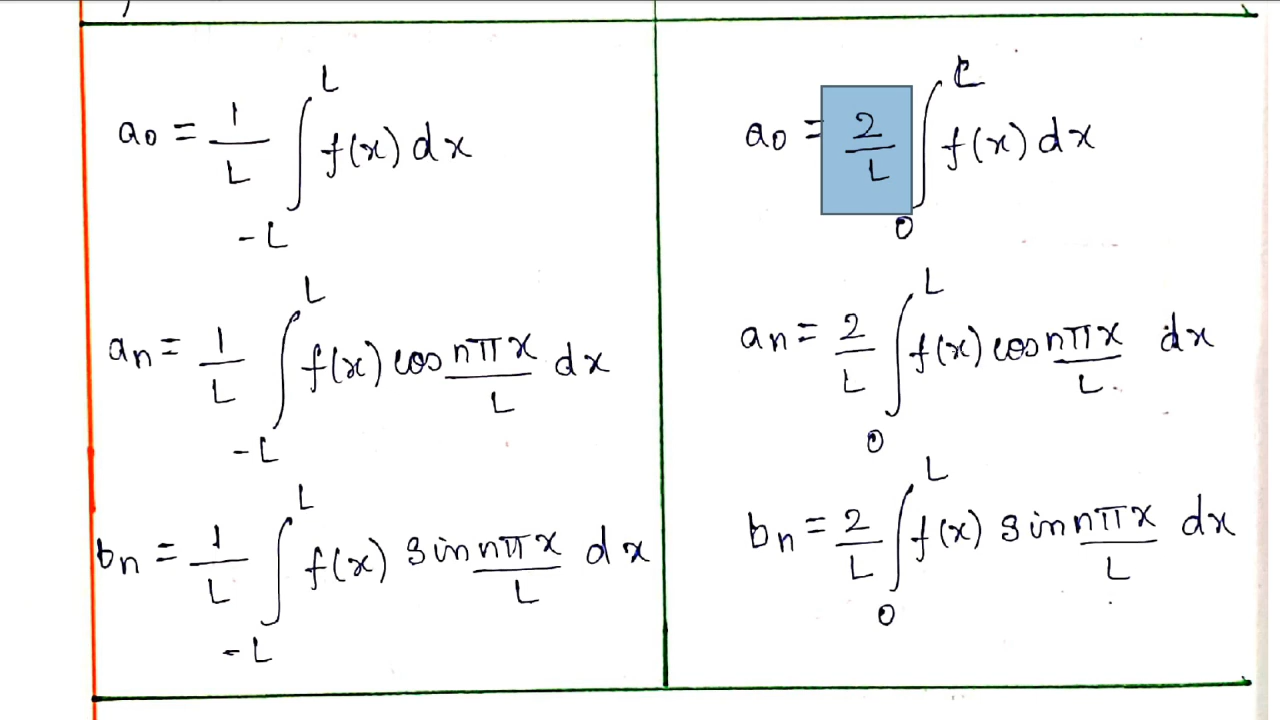 a₀ = 1/L ∫_{-L}^{L} f(x) dx
aₙ = 1/L ∫_{-L}^{L} f(x) cos nπx/L dx
bₙ = 1/L ∫_{-L}^{L} f(x) sin nπx/L dx
a₀ = 2/L ∫_{0}^{L} f(x) dx
aₙ = 2/L ∫_{0}^{L} f(x) cos nπx/L dx
bₙ = 2/L ∫_{0}^{L} f(x) sin nπx/L dx